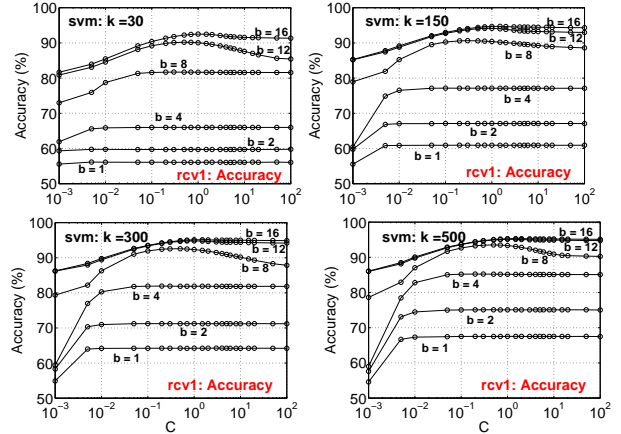 svm: k =30
b = 16
b = 12
b = 8
b = 4
b = 2
b = 1
rcv1: Accuracy
Accuracy (%)
100
90
80
70
60
50
10^-3
10^-2
10^-1
10^0
10^1
10^2
svm: k =150
b = 16
b = 12
b = 8
b = 4
b = 2
b = 1
rcv1: Accuracy
Accuracy (%)
100
90
80
70
60
50
10^-3
10^-2
10^-1
10^0
10^1
10^2
svm: k =300
b = 16
b = 12
b = 8
b = 4
b = 2
b = 1
rcv1: Accuracy
Accuracy (%)
100
90
80
70
60
50
10^-3
10^-2
10^-1
10^0
10^1
10^2
C
svm: k =500
b = 16
b = 12
b = 8
b = 4
b = 2
b = 1
rcv1: Accuracy
Accuracy (%)
100
90
80
70
60
50
10^-3
10^-2
10^-1
10^0
10^1
10^2
C